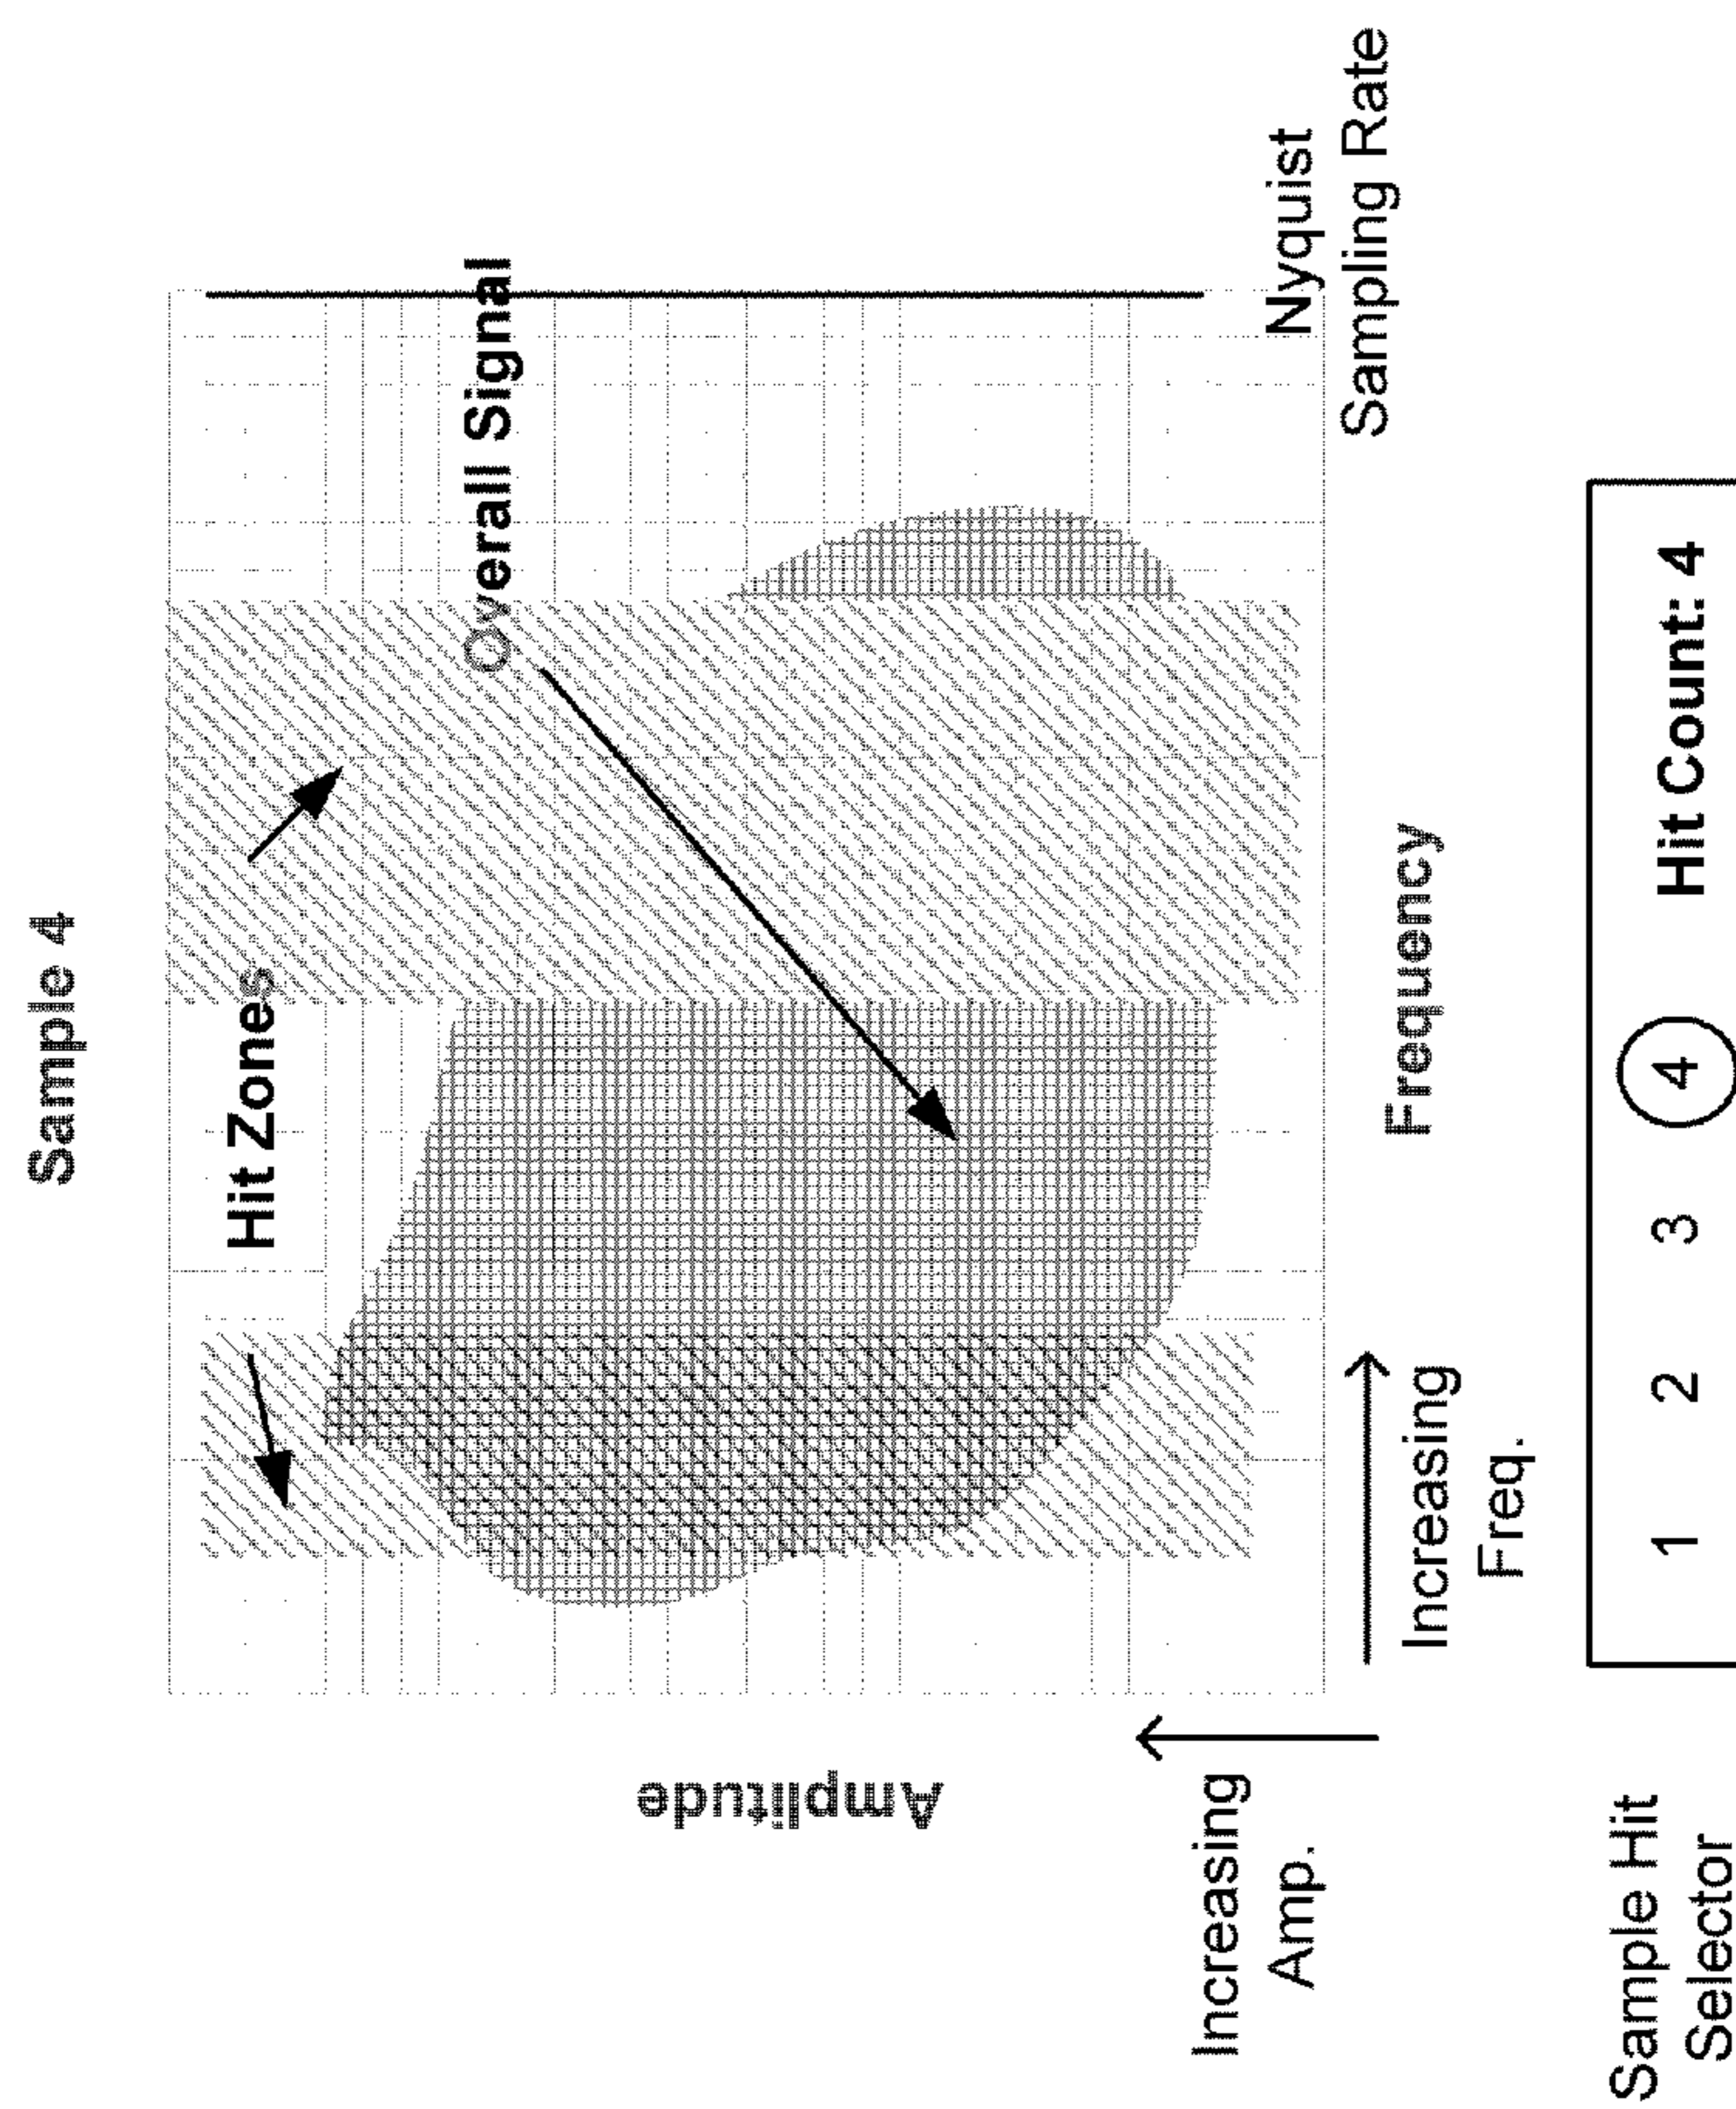 Sample 4
Hit Zones
Overall Signal
Amplitude
Increasing
Amp.
Increasing
Freq.
Frequency
Nyquist
Sampling Rate
Sample Hit
Selector
1 2 3 4 Hit Count: 4